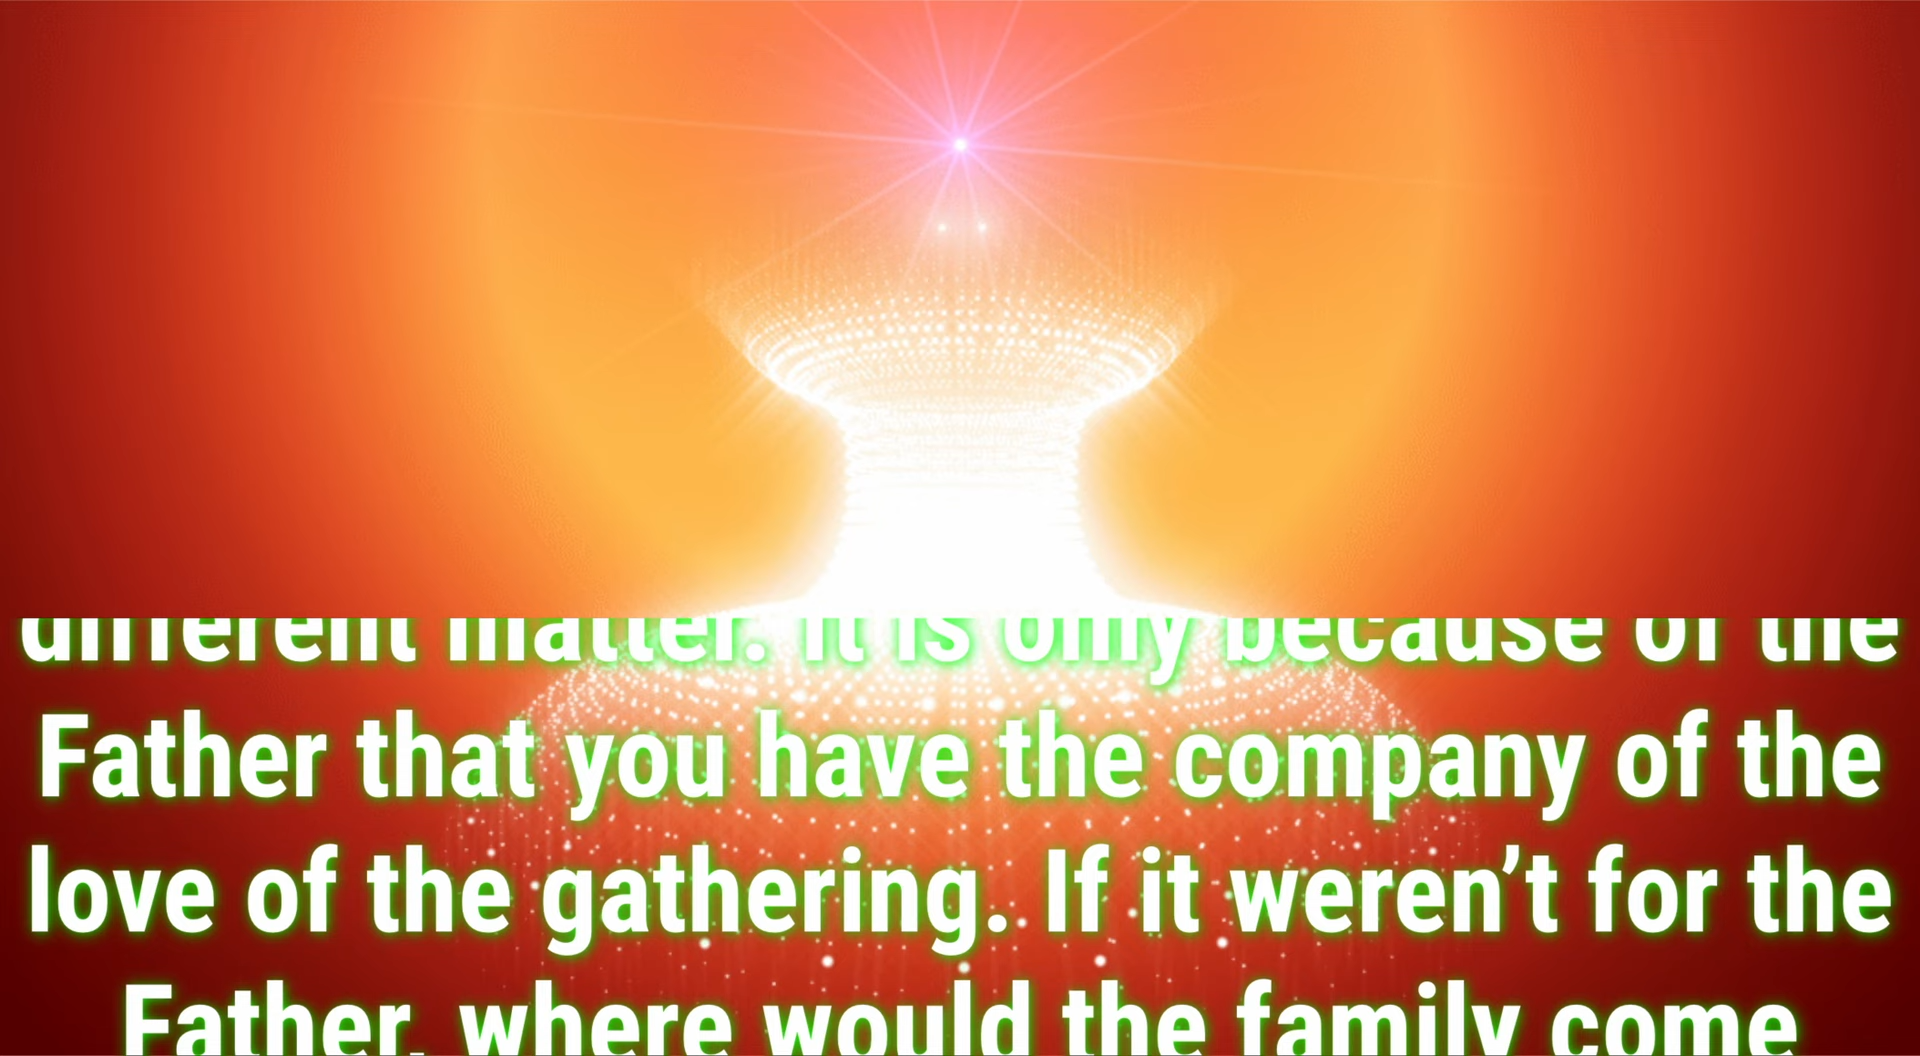 different matter. It is only because of the
Father that you have the company of the
love of the gathering. If it weren’t for the
Father, where would the family come